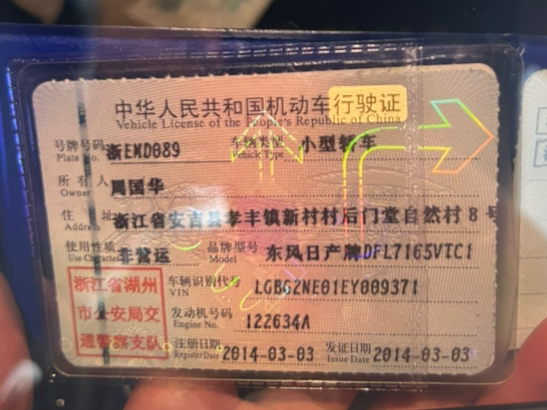 中华人民共和国机动车行驶证
Vehicle License of the People's Republic of China
号牌号码 浙EMD089 车辆类型 小型轿车
Plate No. Vehicle Type
所有人 周国华
Owner
住址 浙江省安吉县孝丰镇新村村后门堂自然村8号
Address
使用性质 非营运 品牌型号 东风日产牌DFL7165VTC1
Use Character Model
浙江省湖州
市公安局交
通警察支队
车辆识别代号 LGBG2NE01EY009371
VIN
发动机号码 122634A
Engine No.
注册日期 2014-03-03 发证日期 2014-03-03
Register Date Issue Date